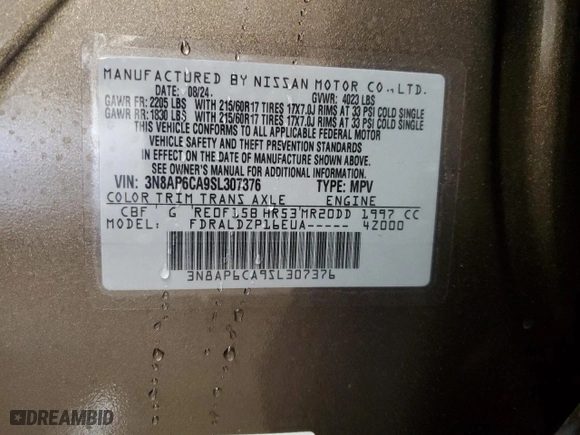 MANUFACTURED BY NISSAN MOTOR CO., LTD.
DATE: 08/24. GVWR: 4023 LBS
GAWR FR: 2205 LBS WITH 215/60R17 TIRES 17X7.0J RIMS AT 33 PSI COLD SINGLE
GAWR RR: 1830 LBS WITH 215/60R17 TIRES 17X7.0J RIMS AT 33 PSI COLD SINGLE
THIS VEHICLE CONFORMS TO ALL APPLICABLE FEDERAL MOTOR
VEHICLE SAFETY AND THEFT PREVENTION STANDARDS
IN EFFECT ON THE DATE OF MANUFACTURE SHOWN ABOVE.
SEE OWNER'S MANUAL FOR ADDITIONAL INFORMATION.
VIN: 3N8AP6CA9SL307376 TYPE: MPV
COLOR TRIM TRANS AXLE ENGINE
CBF G RE0F15B HR53 MR20DD 1997 CC
MODEL: FDRALDZP16EUA----- 4Z000
3N8AP6CA9SL307376
DREAMBID